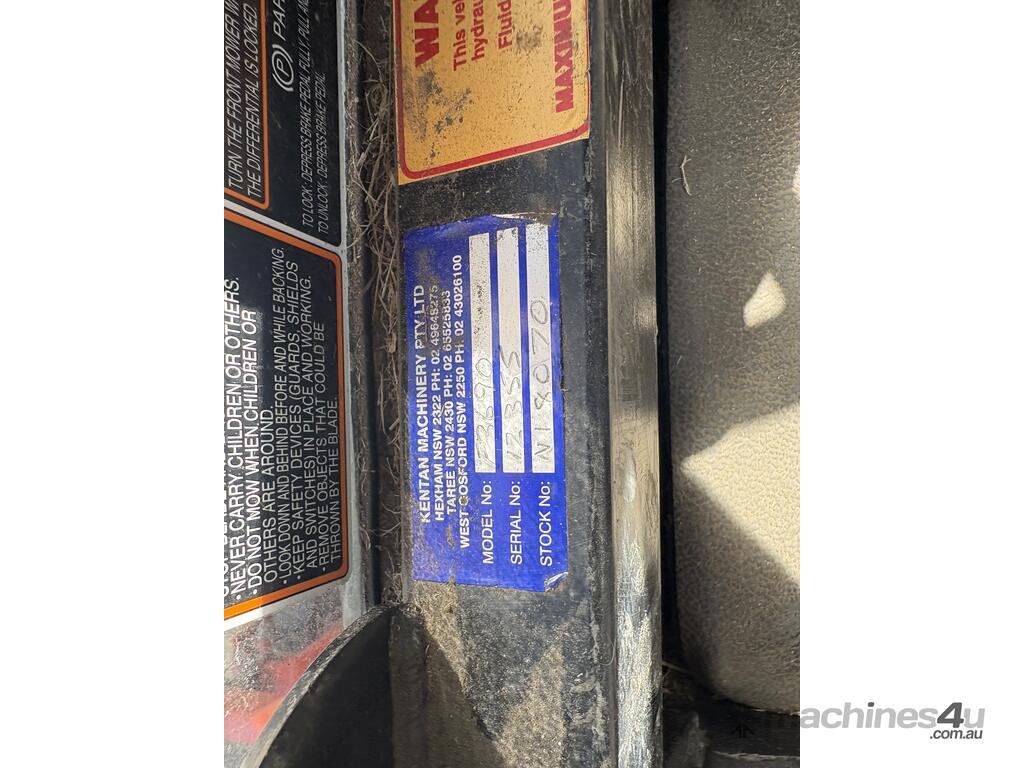 TURN THE FRONT MOWER
THE DIFFERENTIAL IS LOCKED.
(P) PAR
TO LOCK: DEPRESS BRAKE PEDAL FULLY PULL AND
TO UNLOCK: DEPRESS BRAKE PEDAL
• NEVER CARRY CHILDREN OR OTHERS.
• DO NOT MOW WHEN CHILDREN OR
OTHERS ARE AROUND.
• LOOK DOWN AND BEHIND BEFORE AND WHILE BACKING.
• KEEP SAFETY DEVICES (GUARDS, SHIELDS
AND SWITCHES) IN PLACE AND WORKING.
• REMOVE OBJECTS THAT COULD BE
THROWN BY THE BLADE.
WA
This ve
hydrau
Fluid
MAXIMU
KENTAN MACHINERY PTY LTD
HEXHAM NSW 2322 PH: 02 49648275
TAREE NSW 2430 PH: 02 65525833
WEST GOSFORD NSW 2250 PH: 02 43026100
MODEL No: F3690
SERIAL No: 12355
STOCK No: N18070
machines4u
.com.au